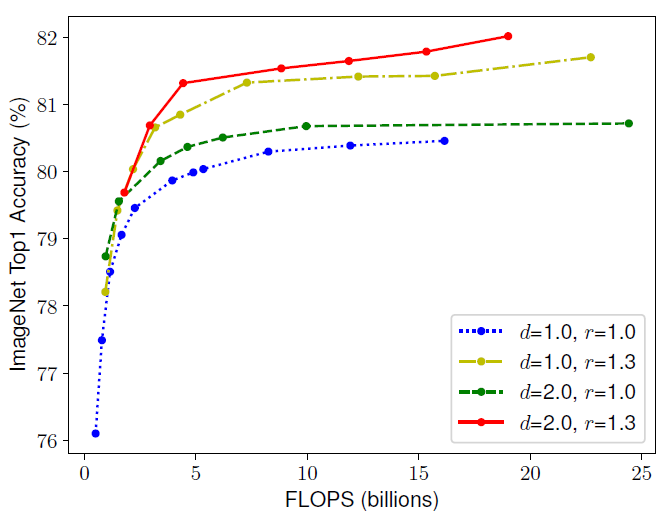 ImageNet Top1 Accuracy (%)
82
81
80
79
78
77
76
0 5 10 15 20 25
FLOPS (billions)
d=1.0, r=1.0
d=1.0, r=1.3
d=2.0, r=1.0
d=2.0, r=1.3